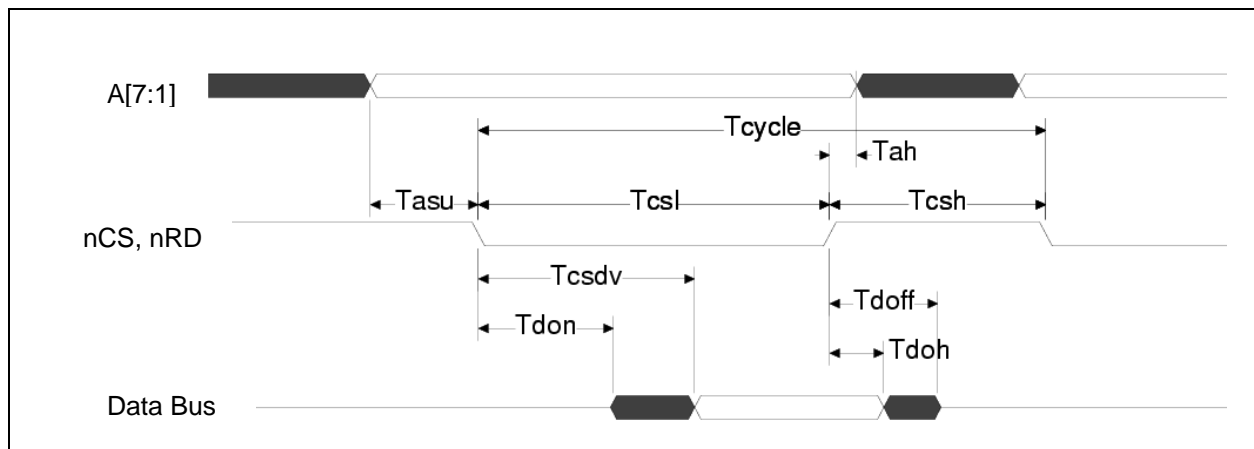 A[7:1]
Tcycle
Tah
Tasu
Tcsl
Tcsh
nCS, nRD
Tcsdv
Tdoff
Tdon
Tdoh
Data Bus